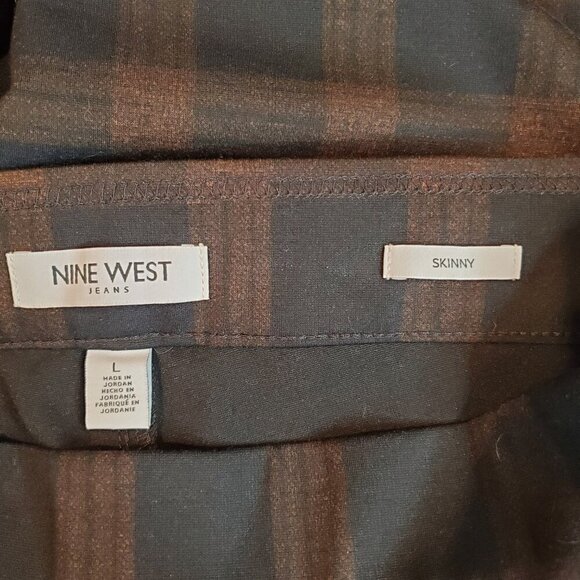 NINE WEST
JEANS
SKINNY
L
MADE IN
JORDAN
HECHO EN
JORDANIA
FABRIQUÉ EN
JORDANIE